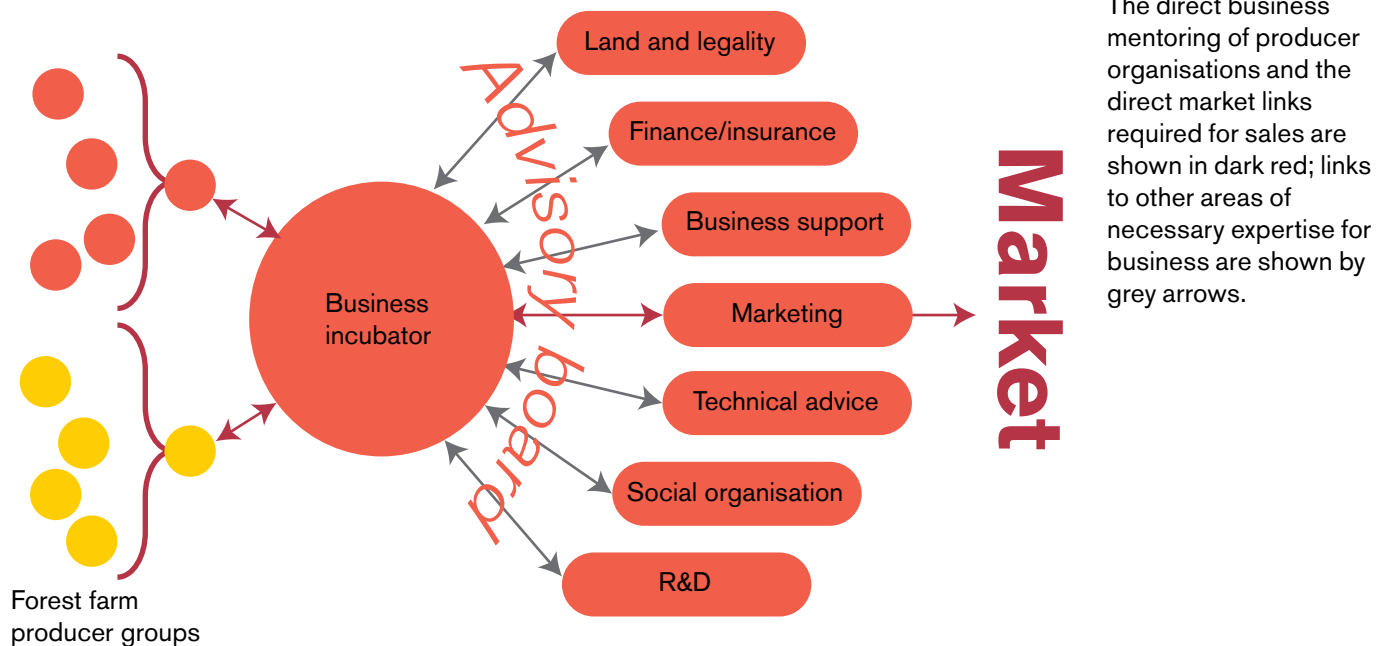 Land and legality
Finance/insurance
Business support
Marketing
Technical advice
Social organisation
R&D
Business
incubator
Advisory board
Market
Forest farm
producer groups
The direct business
mentoring of producer
organisations and the
direct market links
required for sales are
shown in dark red; links
to other areas of
necessary expertise for
business are shown by
grey arrows.